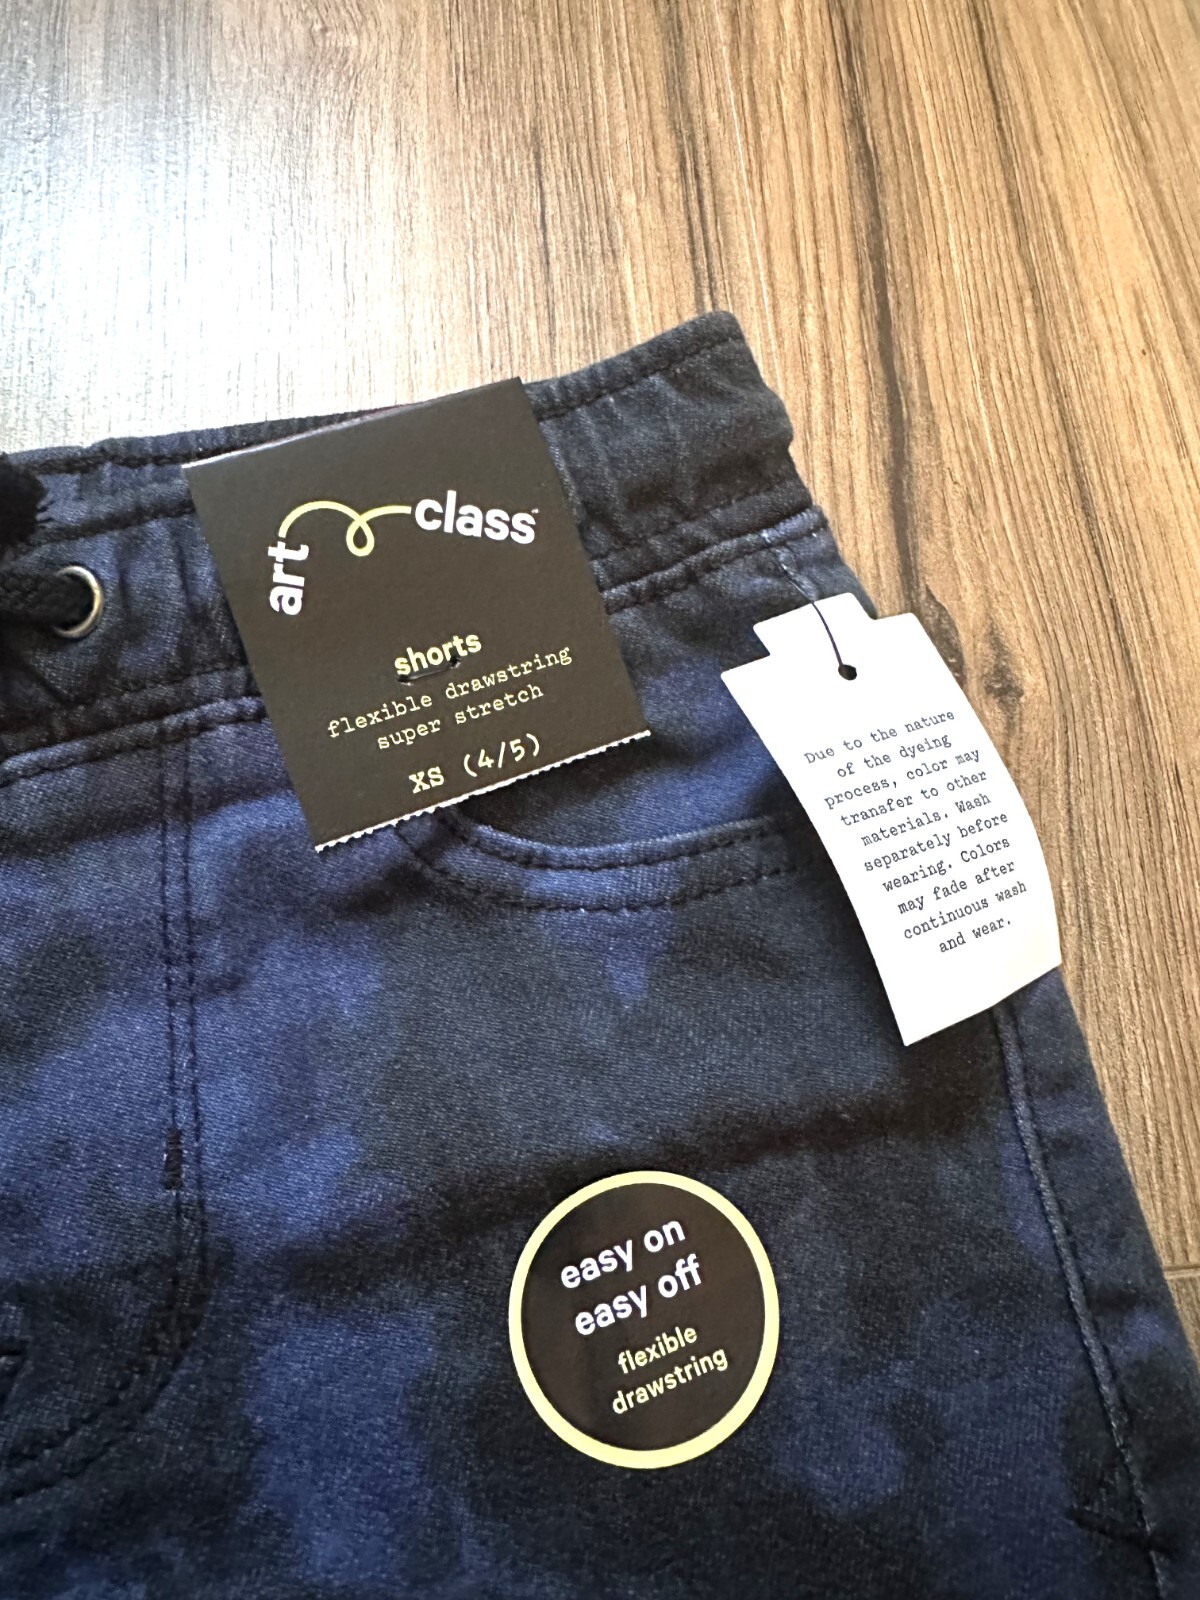 art class™
shorts
flexible drawstring
super stretch
XS (4/5)
Due to the nature
of the dyeing
process, color may
transfer to other
materials. Wash
separately before
wearing. Colors
may fade after
continuous wash
and wear.
easy on
easy off
flexible
drawstring